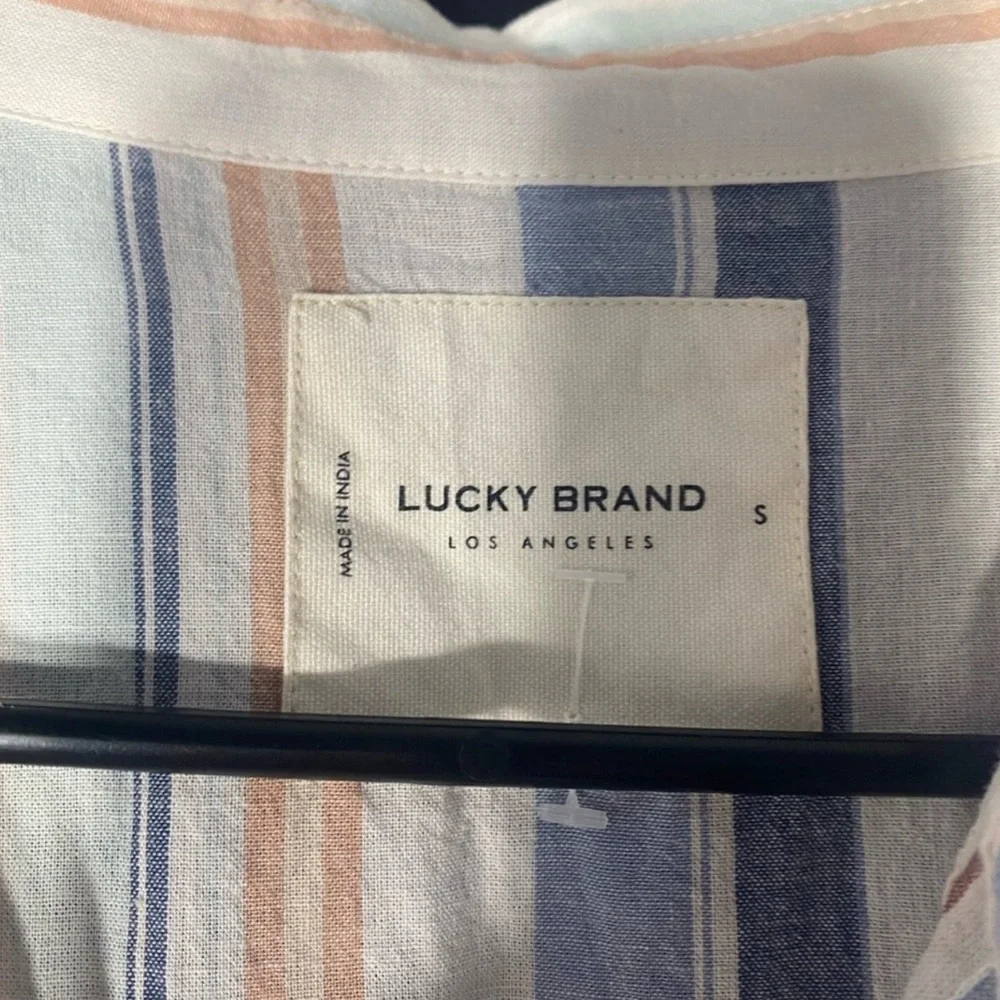 MADE IN INDIA
LUCKY BRAND
LOS ANGELES
S